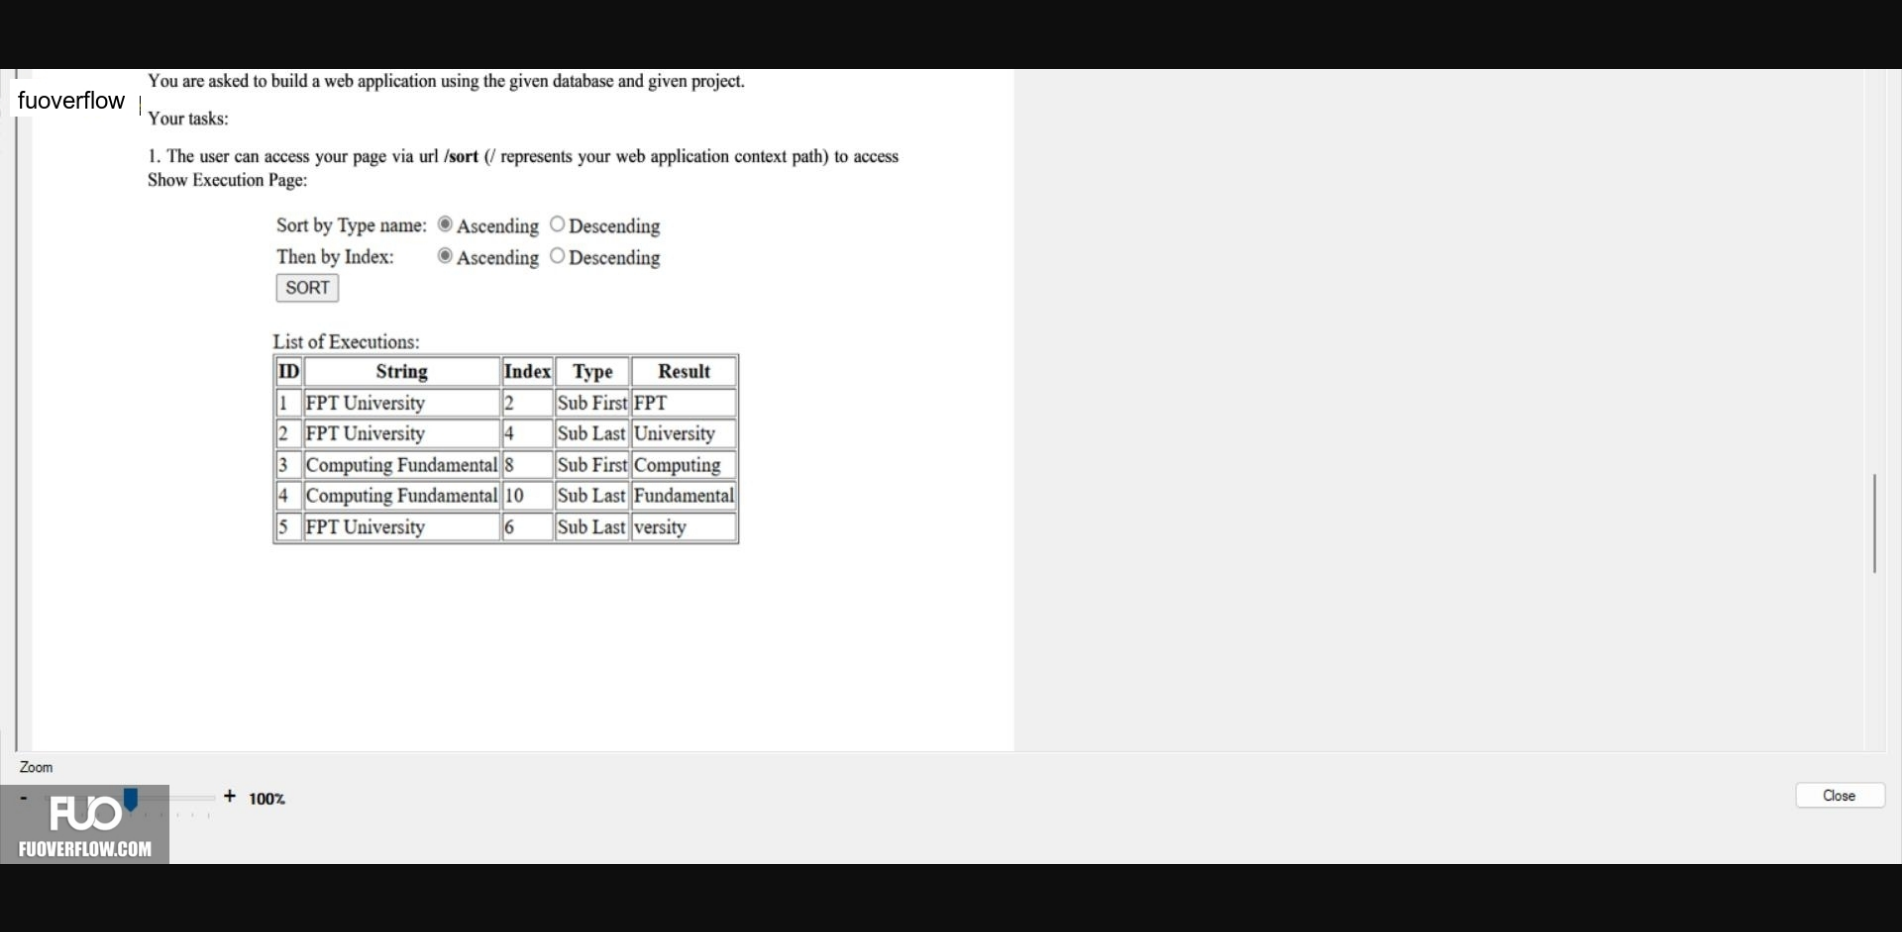 You are asked to build a web application using the given database and given project.
fuoverflow
Your tasks:
1. The user can access your page via url /sort (/ represents your web application context path) to access
Show Execution Page:
Sort by Type name: Ascending Descending
Then by Index: Ascending Descending
SORT
List of Executions:
ID String Index Type Result
1 FPT University 2 Sub First FPT
2 FPT University 4 Sub Last University
3 Computing Fundamental 8 Sub First Computing
4 Computing Fundamental 10 Sub Last Fundamental
5 FPT University 6 Sub Last versity
Zoom
- + 100%
Close
FUO
FUOVERFLOW.COM